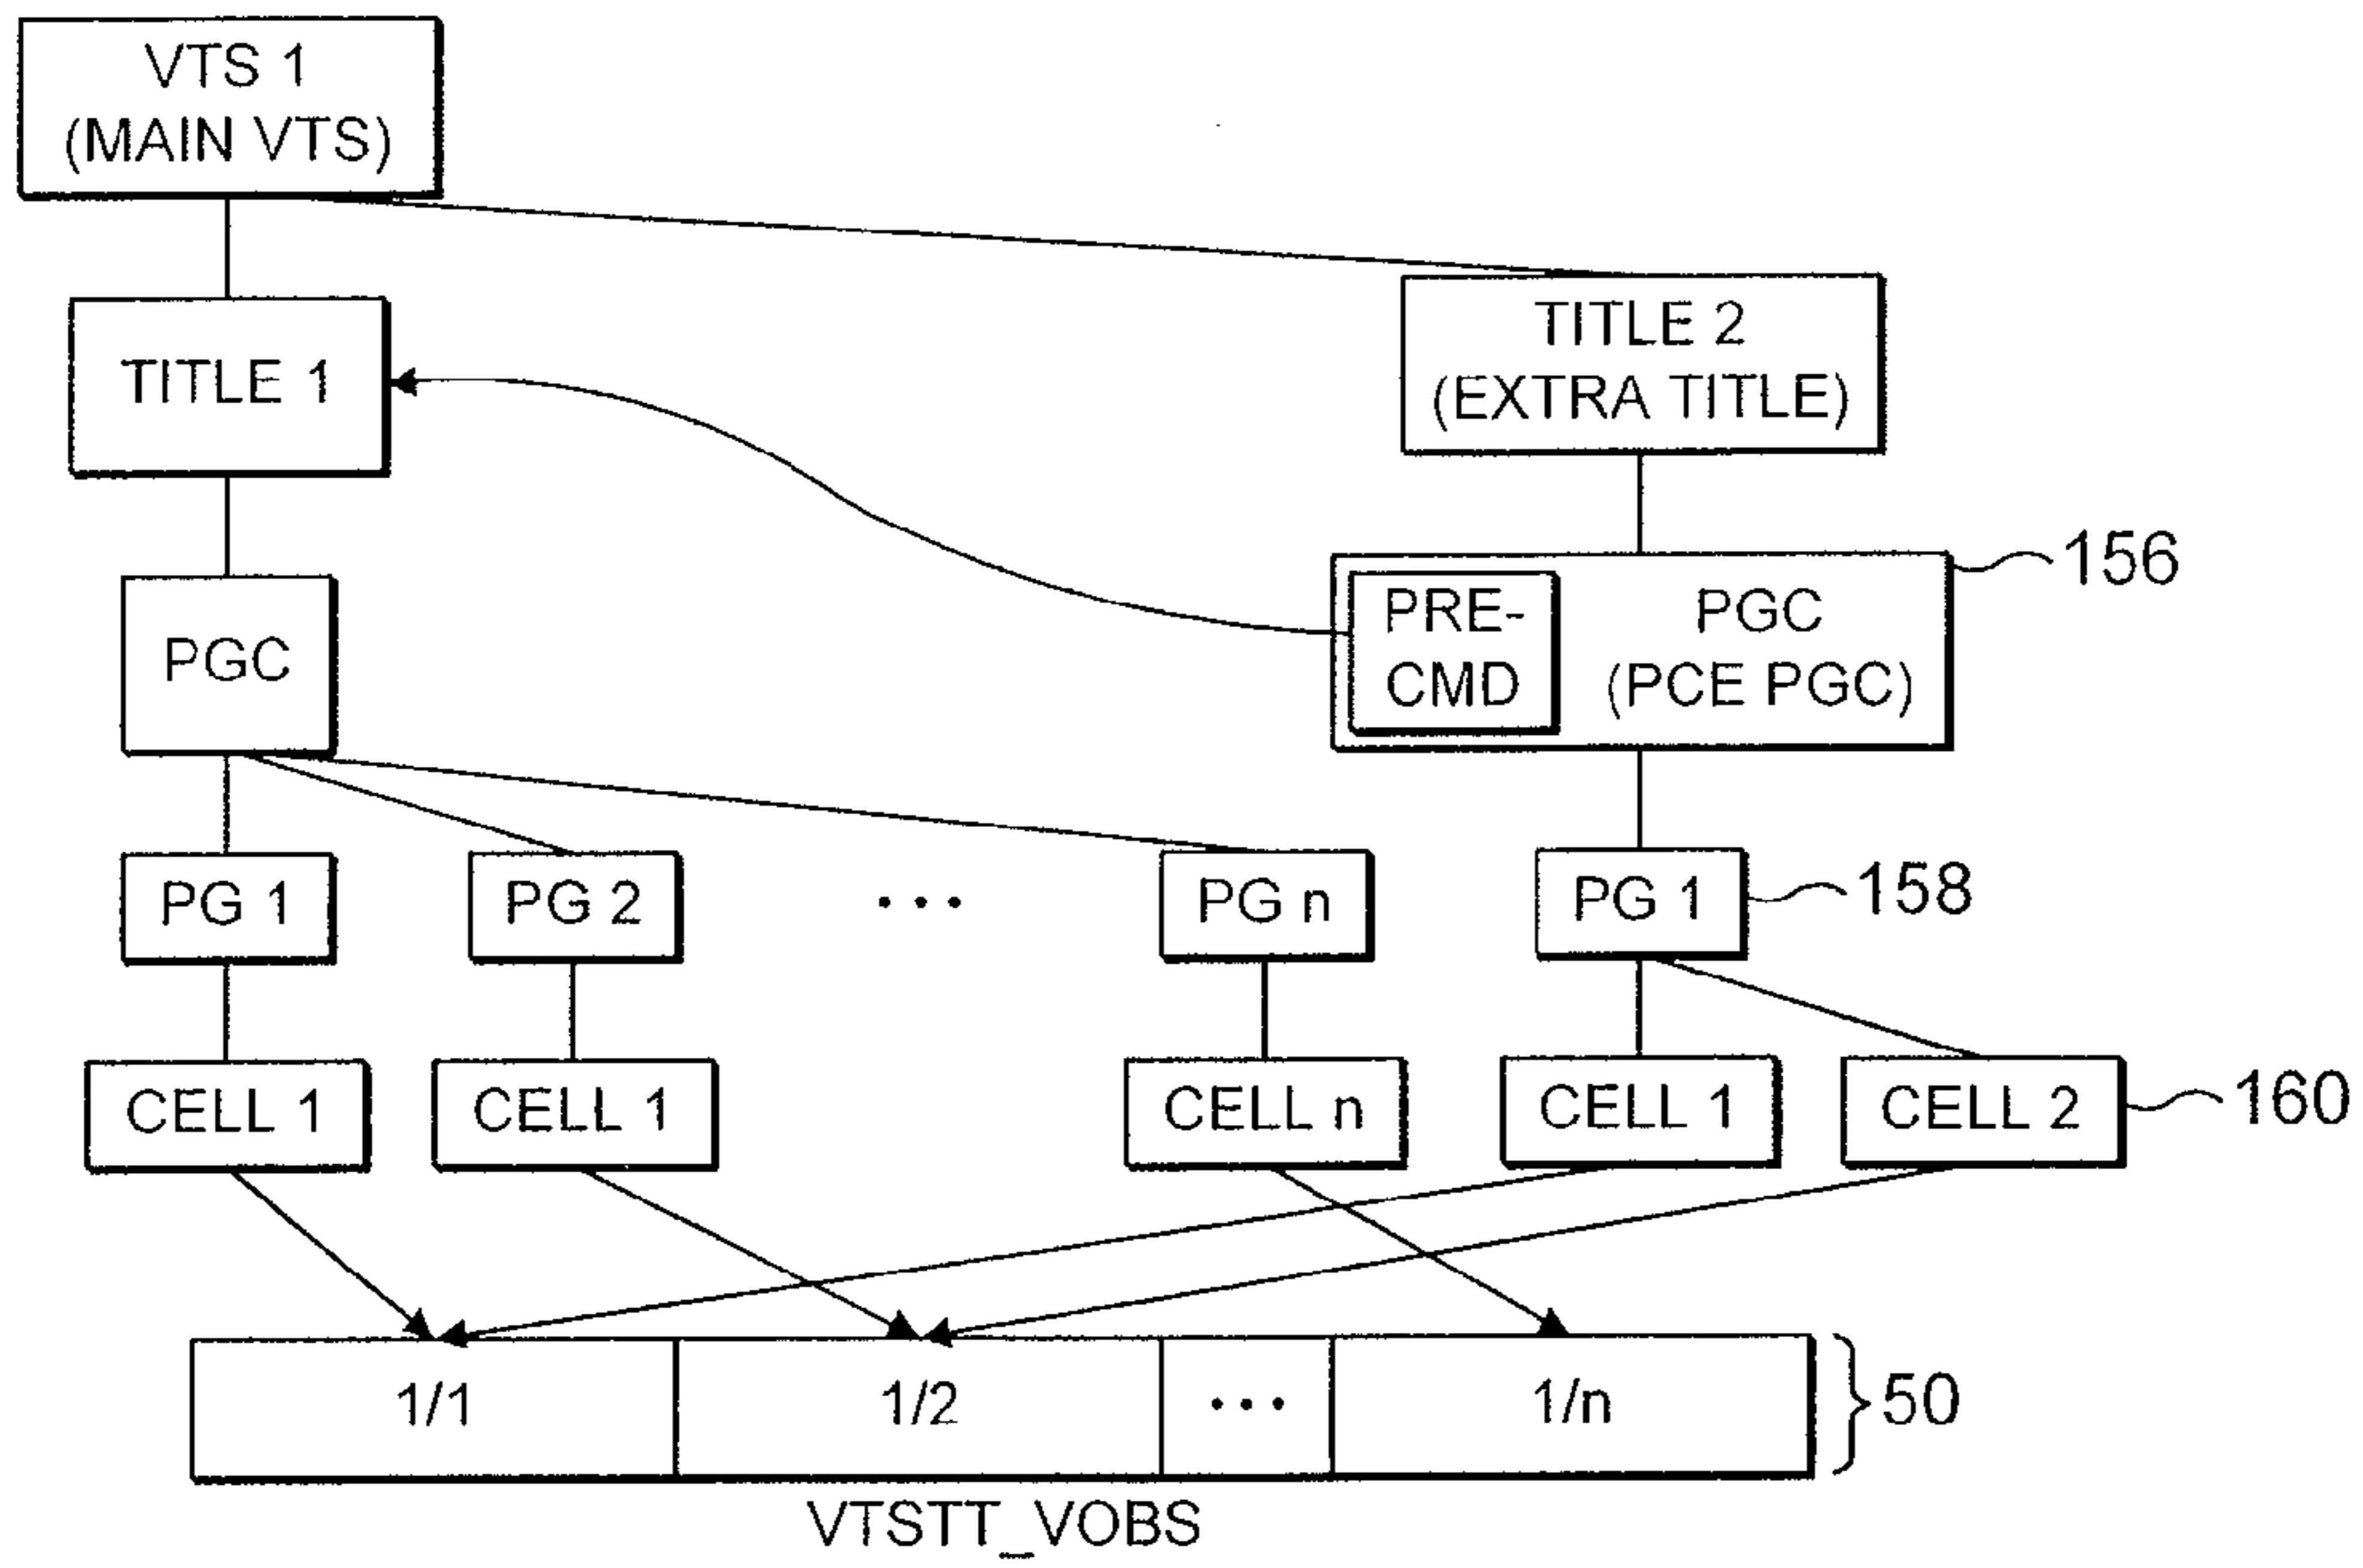 VTS 1
(MAIN VTS)
TITLE 1
TITLE 2
(EXTRA TITLE)
PGC
PRE-
CMD
PGC
(PCE PGC)
156
PG 1
PG 2
...
PG n
PG 1
158
CELL 1
CELL 1
CELL n
CELL 1
CELL 2
160
1/1
1/2
...
1/n
50
VTSTT_VOBS